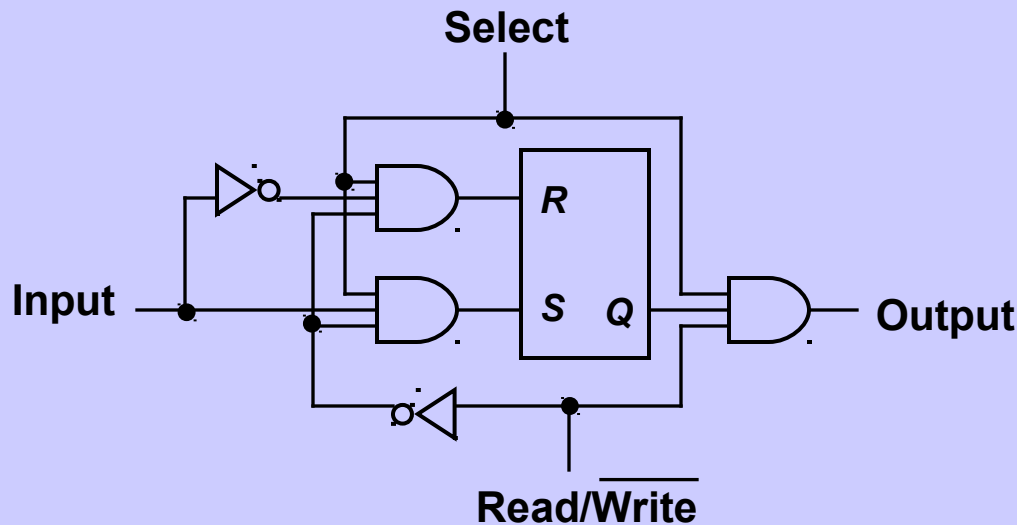 Select
R
Input
S Q
Output
Read/Write